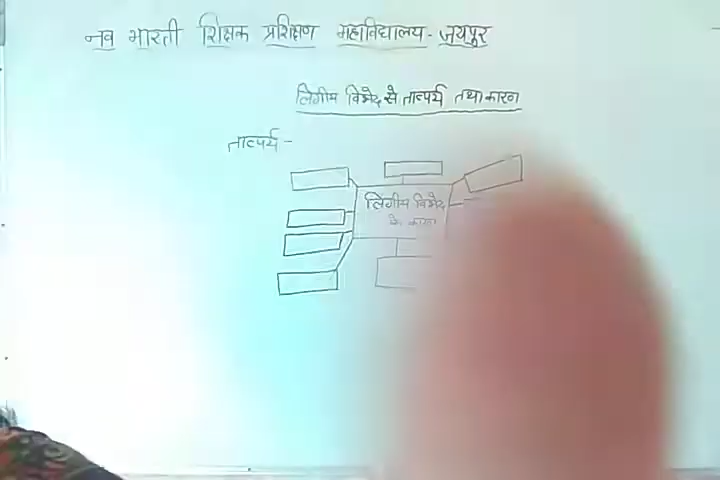 नव भारती शिक्षक प्रशिक्षण महाविद्यालय - जयपुर
लिंगीय विभेद से तात्पर्य तथा कारण
तात्पर्य -
लिंगीय विभेद
के कारण